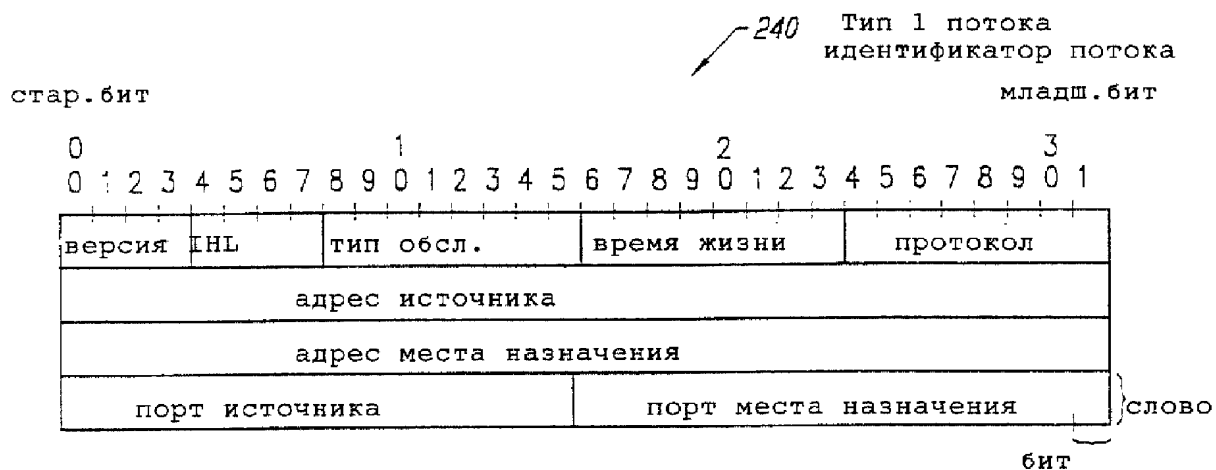 240 Тип 1 потока
идентификатор потока
стар.бит младш.бит
0 1 2 3
0 1 2 3 4 5 6 7 8 9 0 1 2 3 4 5 6 7 8 9 0 1 2 3 4 5 6 7 8 9 0 1
версия IHL тип обсл. время жизни протокол
адрес источника
адрес места назначения
порт источника порт места назначения слово
бит